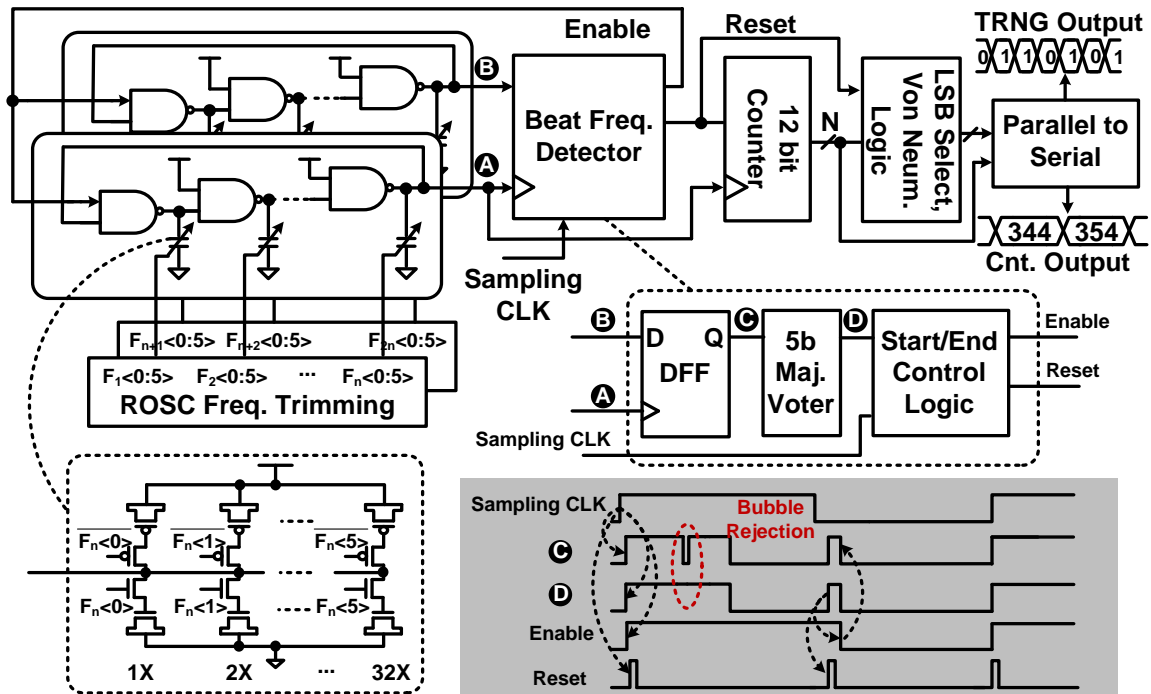 Enable
Reset
TRNG Output
0 1 1 0 1 0 1
B
A
Beat Freq.
Detector
12 bit
Counter
N
LSB Select,
Von Neum.
Logic
Parallel to
Serial
344 354
Cnt. Output
Sampling
CLK
Fn+1<0:5> Fn+2<0:5> F2n<0:5>
F1<0:5> F2<0:5> ··· Fn<0:5>
ROSC Freq. Trimming
B
D Q
DFF
A
C
5b
Maj.
Voter
D
Start/End
Control
Logic
Enable
Reset
Sampling CLK
Fn<0> Fn<1> Fn<5>
Fn<0> Fn<1> Fn<5>
1X 2X ··· 32X
Sampling CLK
Bubble
Rejection
C
D
Enable
Reset